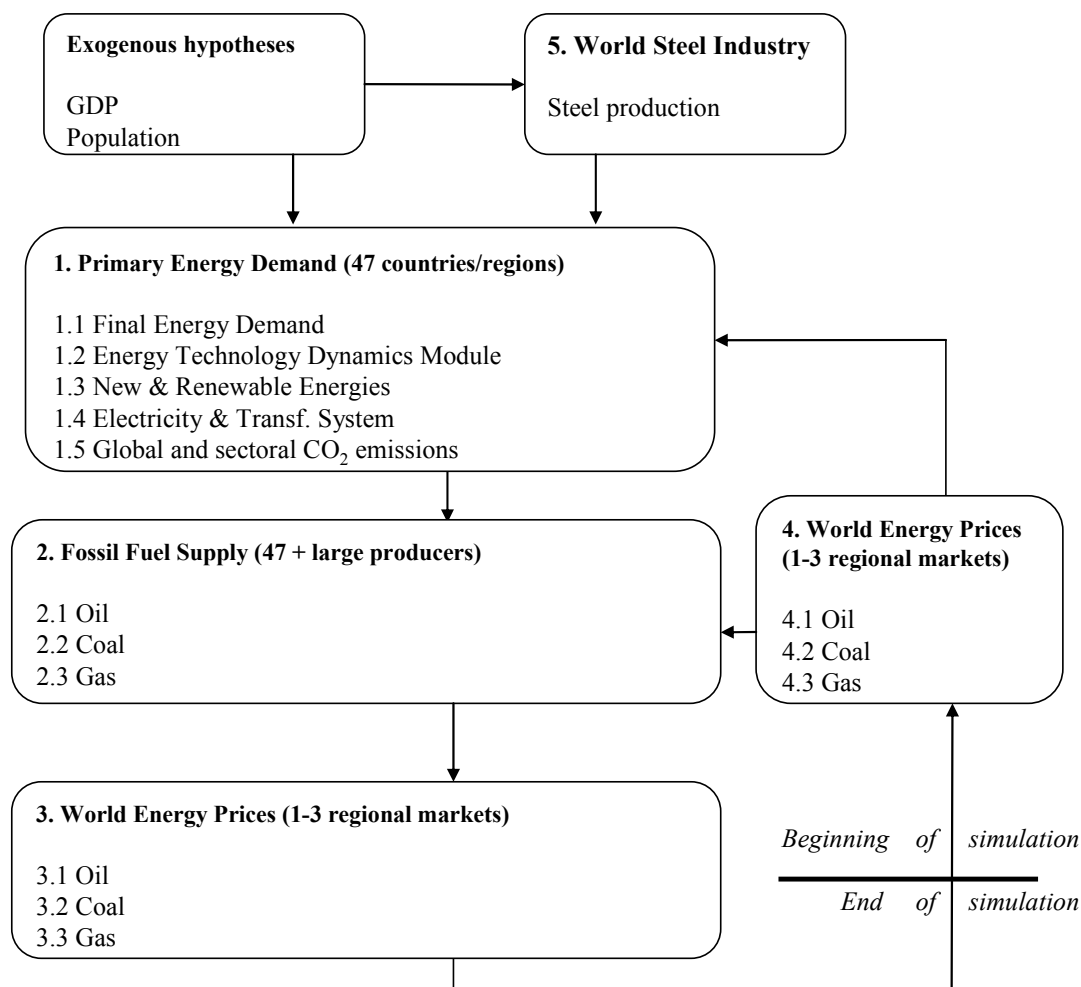 Exogenous hypotheses
GDP
Population
5. World Steel Industry
Steel production
1. Primary Energy Demand (47 countries/regions)
1.1 Final Energy Demand
1.2 Energy Technology Dynamics Module
1.3 New & Renewable Energies
1.4 Electricity & Transf. System
1.5 Global and sectoral CO₂ emissions
2. Fossil Fuel Supply (47 + large producers)
2.1 Oil
2.2 Coal
2.3 Gas
4. World Energy Prices
(1-3 regional markets)
4.1 Oil
4.2 Coal
4.3 Gas
3. World Energy Prices (1-3 regional markets)
3.1 Oil
3.2 Coal
3.3 Gas
Beginning of simulation
End of simulation